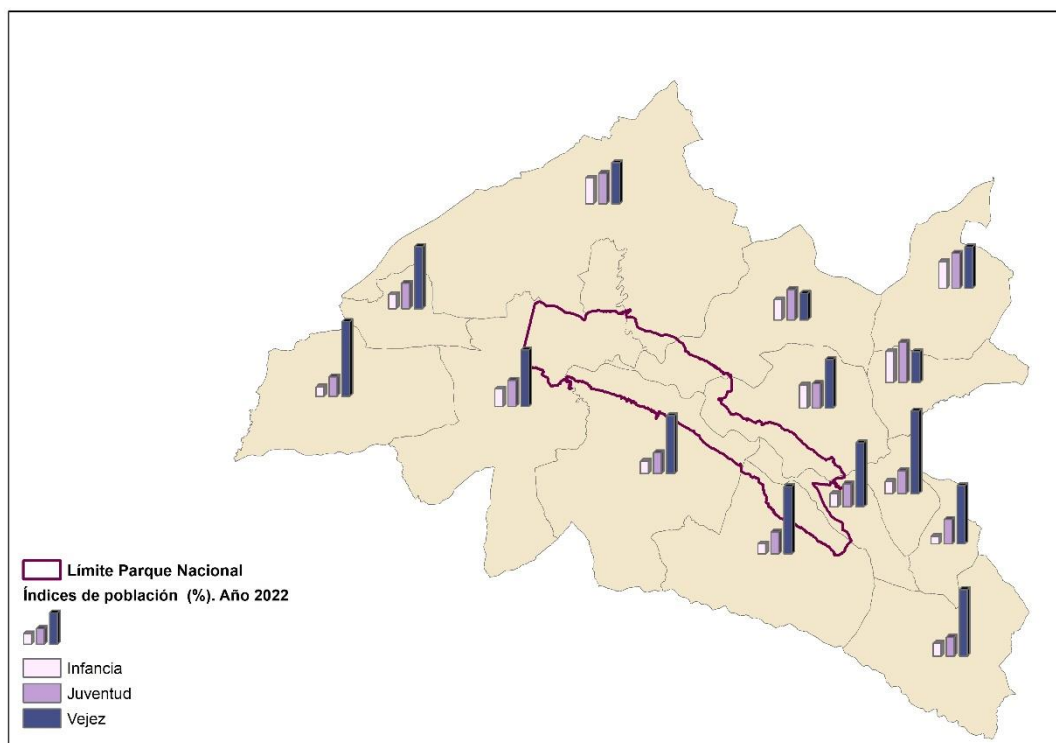 Límite Parque Nacional
Índices de población (%). Año 2022
Infancia
Juventud
Vejez